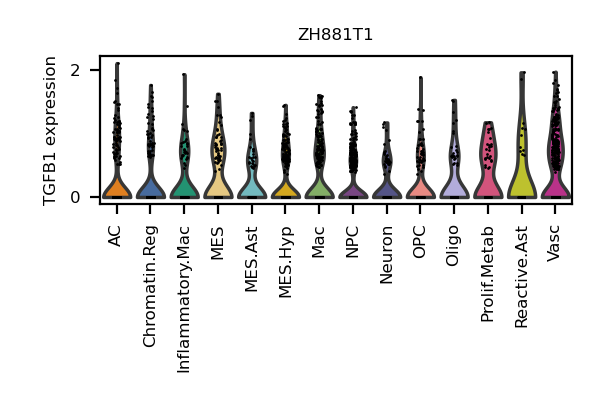 ZH881T1
TGFB1 expression
2
0
AC
Chromatin.Reg
Inflammatory.Mac
MES
MES.Ast
MES.Hyp
Mac
NPC
Neuron
OPC
Oligo
Prolif.Metab
Reactive.Ast
Vasc